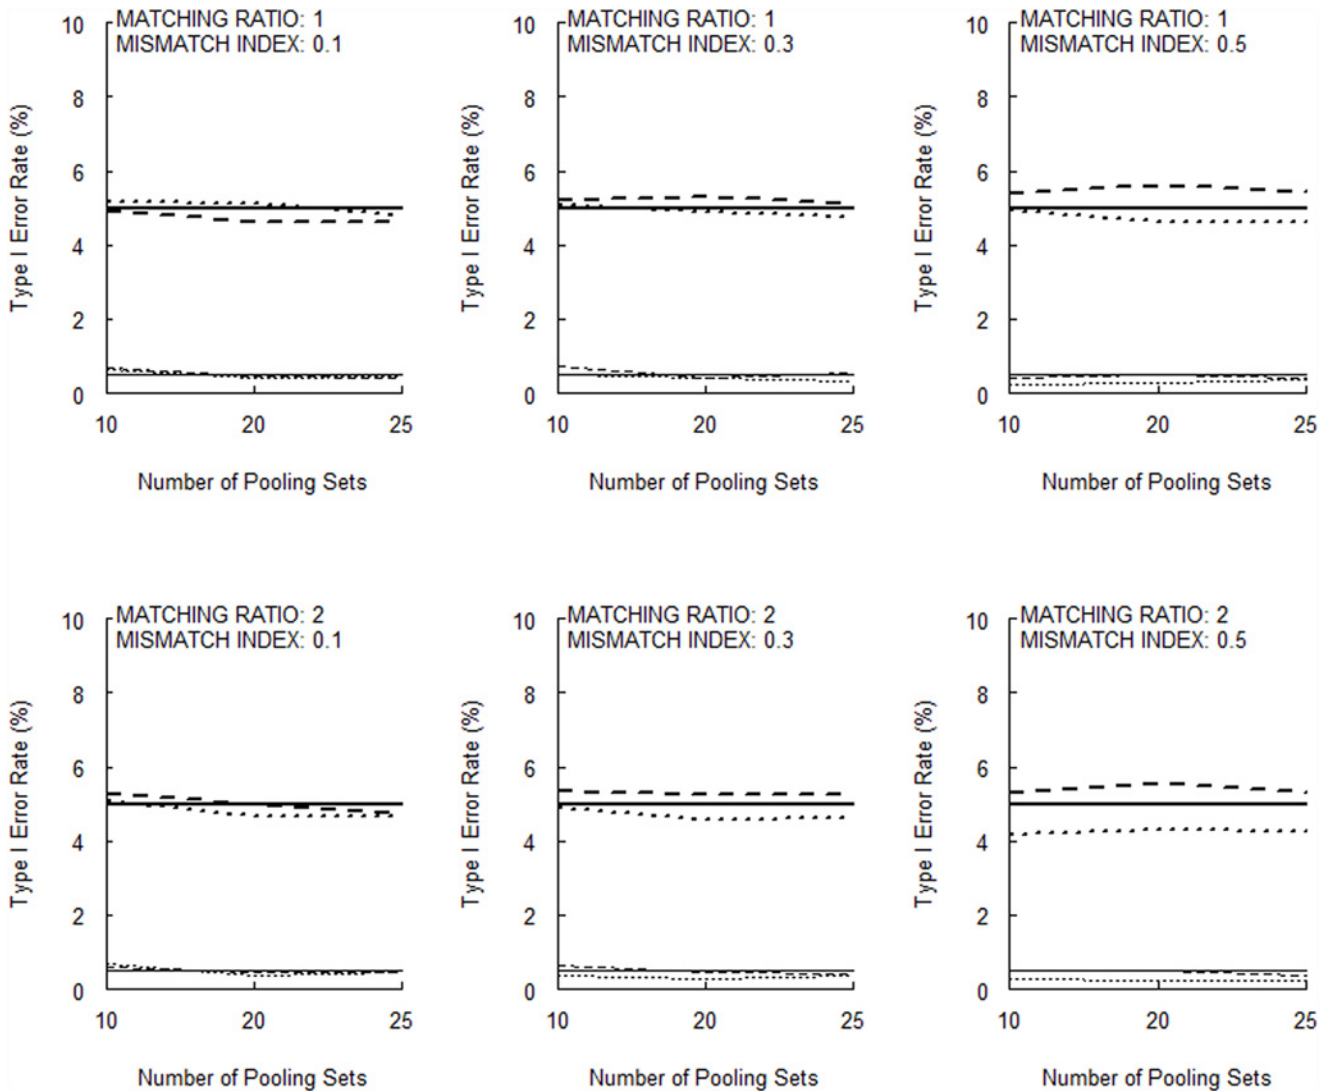 MATCHING RATIO: 1
MISMATCH INDEX: 0.1
10
8
6
4
2
0
Type I Error Rate (%)
10 20 25
Number of Pooling Sets
MATCHING RATIO: 1
MISMATCH INDEX: 0.3
10
8
6
4
2
0
Type I Error Rate (%)
10 20 25
Number of Pooling Sets
MATCHING RATIO: 1
MISMATCH INDEX: 0.5
10
8
6
4
2
0
Type I Error Rate (%)
10 20 25
Number of Pooling Sets
MATCHING RATIO: 2
MISMATCH INDEX: 0.1
10
8
6
4
2
0
Type I Error Rate (%)
10 20 25
Number of Pooling Sets
MATCHING RATIO: 2
MISMATCH INDEX: 0.3
10
8
6
4
2
0
Type I Error Rate (%)
10 20 25
Number of Pooling Sets
MATCHING RATIO: 2
MISMATCH INDEX: 0.5
10
8
6
4
2
0
Type I Error Rate (%)
10 20 25
Number of Pooling Sets